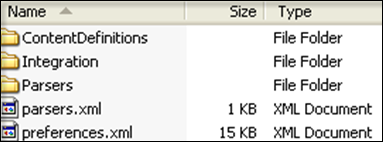 Name Size Type
ContentDefinitions File Folder
Integration File Folder
Parsers File Folder
parsers.xml 1 KB XML Document
preferences.xml 15 KB XML Document